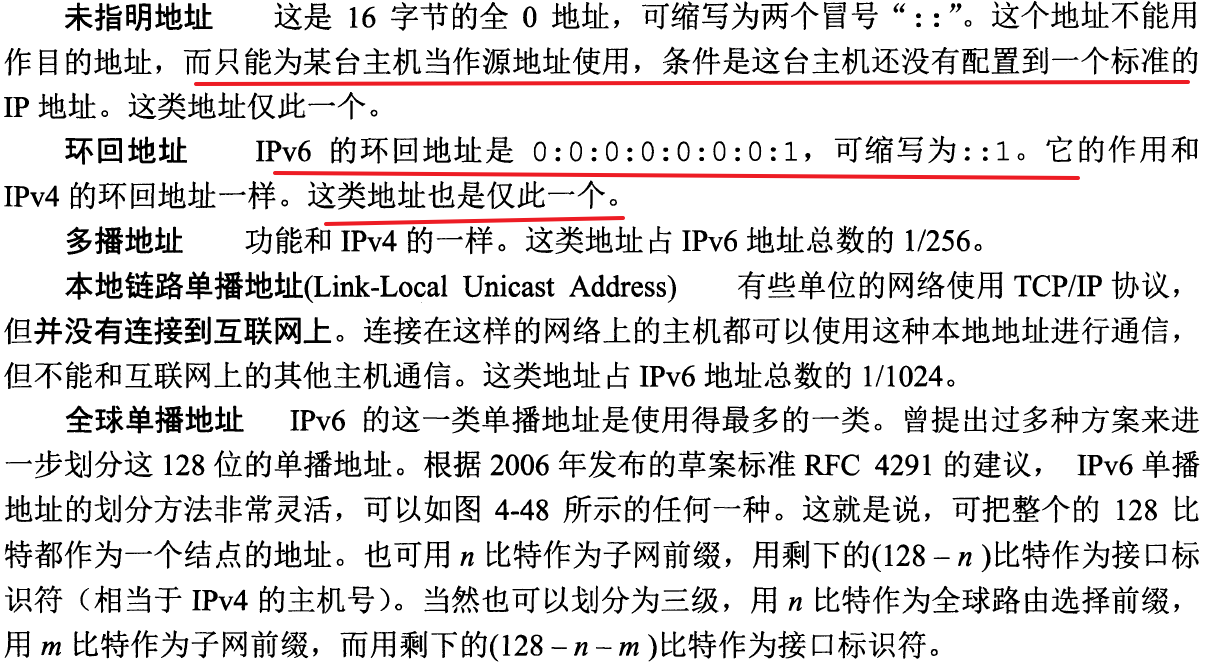 未指明地址 这是 16 字节的全 0 地址，可缩写为两个冒号“::”。这个地址不能用
作目的地址，而只能为某台主机当作源地址使用，条件是这台主机还没有配置到一个标准的
IP 地址。这类地址仅此一个。
环回地址 IPv6 的环回地址是 0:0:0:0:0:0:0:1，可缩写为::1。它的作用和
IPv4 的环回地址一样。这类地址也是仅此一个。
多播地址 功能和 IPv4 的一样。这类地址占 IPv6 地址总数的 1/256。
本地链路单播地址(Link-Local Unicast Address) 有些单位的网络使用 TCP/IP 协议，
但并没有连接到互联网上。连接在这样的网络上的主机都可以使用这种本地地址进行通信，
但不能和互联网上的其他主机通信。这类地址占 IPv6 地址总数的 1/1024。
全球单播地址 IPv6 的这一类单播地址是使用得最多的一类。曾提出过多种方案来进
一步划分这 128 位的单播地址。根据 2006 年发布的草案标准 RFC 4291 的建议， IPv6 单播
地址的划分方法非常灵活，可以如图 4-48 所示的任何一种。这就是说，可把整个的 128 比
特都作为一个结点的地址。也可用 n 比特作为子网前缀，用剩下的(128 – n )比特作为接口标
识符（相当于 IPv4 的主机号）。当然也可以划分为三级，用 n 比特作为全球路由选择前缀，
用 m 比特作为子网前缀，而用剩下的(128 – n – m )比特作为接口标识符。